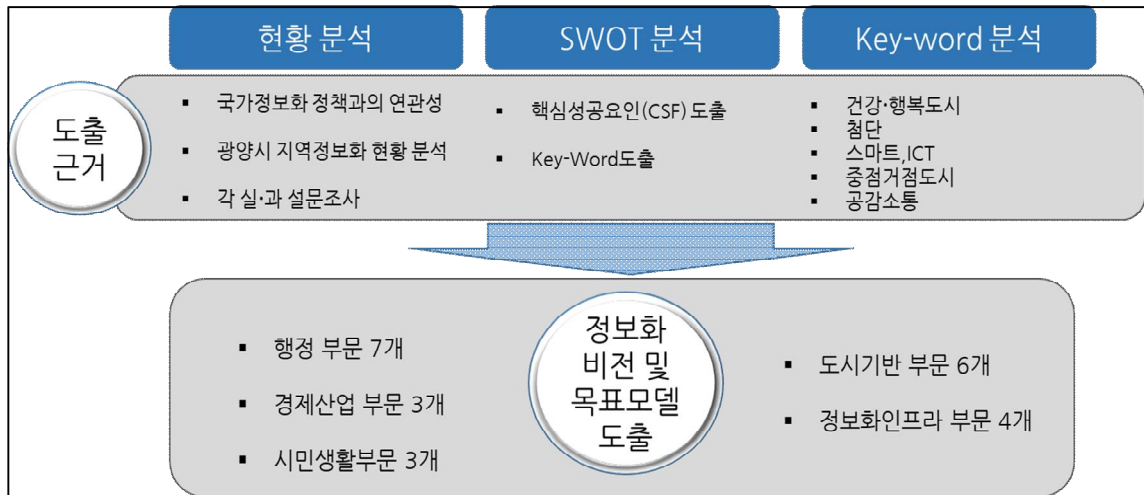 현황 분석
SWOT 분석
Key-word 분석
도출
근거
▪ 국가정보화 정책과의 연관성
▪ 광양시 지역정보화 현황 분석
▪ 각 실·과 설문조사
▪ 핵심성공요인(CSF) 도출
▪ Key-Word도출
▪ 건강·행복도시
▪ 첨단
▪ 스마트,ICT
▪ 중점거점도시
▪ 공감소통
▪ 행정 부문 7개
▪ 경제산업 부문 3개
▪ 시민생활부문 3개
정보화
비전 및
목표모델
도출
▪ 도시기반 부문 6개
▪ 정보화인프라 부문 4개